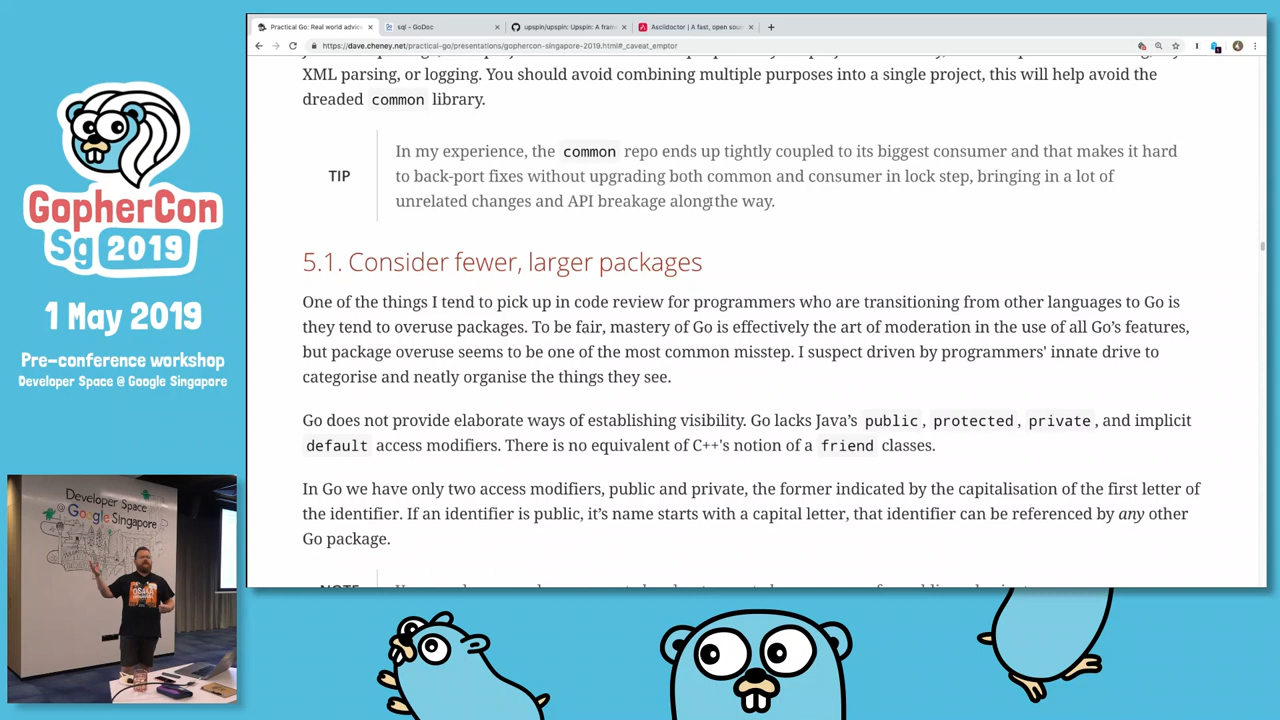 Practical Go: Real world advice
sql - GoDoc
upspin/upspin: Upspin: A fram
Asciidoctor | A fast, open sour
https://dave.cheney.net/practical-go/presentations/gophercon-singapore-2019.html#_caveat_emptor
XML parsing, or logging. You should avoid combining multiple purposes into a single project, this will help avoid the
dreaded common library.
TIP
In my experience, the common repo ends up tightly coupled to its biggest consumer and that makes it hard
to back-port fixes without upgrading both common and consumer in lock step, bringing in a lot of
unrelated changes and API breakage along the way.
5.1. Consider fewer, larger packages
One of the things I tend to pick up in code review for programmers who are transitioning from other languages to Go is
they tend to overuse packages. To be fair, mastery of Go is effectively the art of moderation in the use of all Go's features,
but package overuse seems to be one of the most common misstep. I suspect driven by programmers' innate drive to
categorise and neatly organise the things they see.
Go does not provide elaborate ways of establishing visibility. Go lacks Java's public, protected, private, and implicit
default access modifiers. There is no equivalent of C++'s notion of a friend classes.
In Go we have only two access modifiers, public and private, the former indicated by the capitalisation of the first letter of
the identifier. If an identifier is public, it's name starts with a capital letter, that identifier can be referenced by any other
Go package.
GopherCon
Sg 2019
1 May 2019
Pre-conference workshop
Developer Space @ Google Singapore
Developer Space
@ Google Singapore